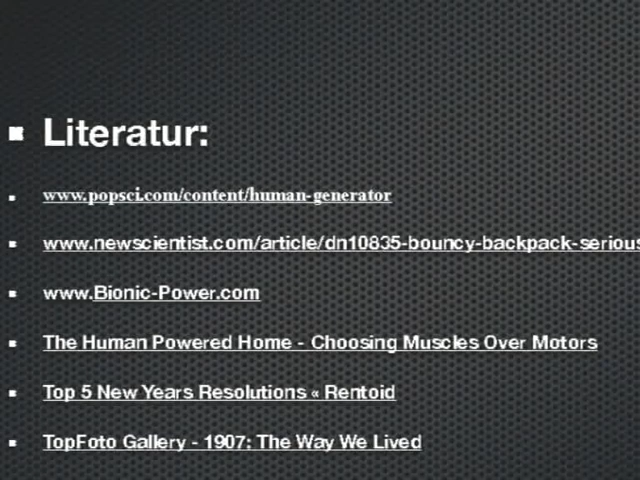 Literatur:
www.popsci.com/content/human-generator
www.newscientist.com/article/dn10835-bouncy-backpack-serious
www.Bionic-Power.com
The Human Powered Home - Choosing Muscles Over Motors
Top 5 New Years Resolutions « Rentoid
TopFoto Gallery - 1907: The Way We Lived